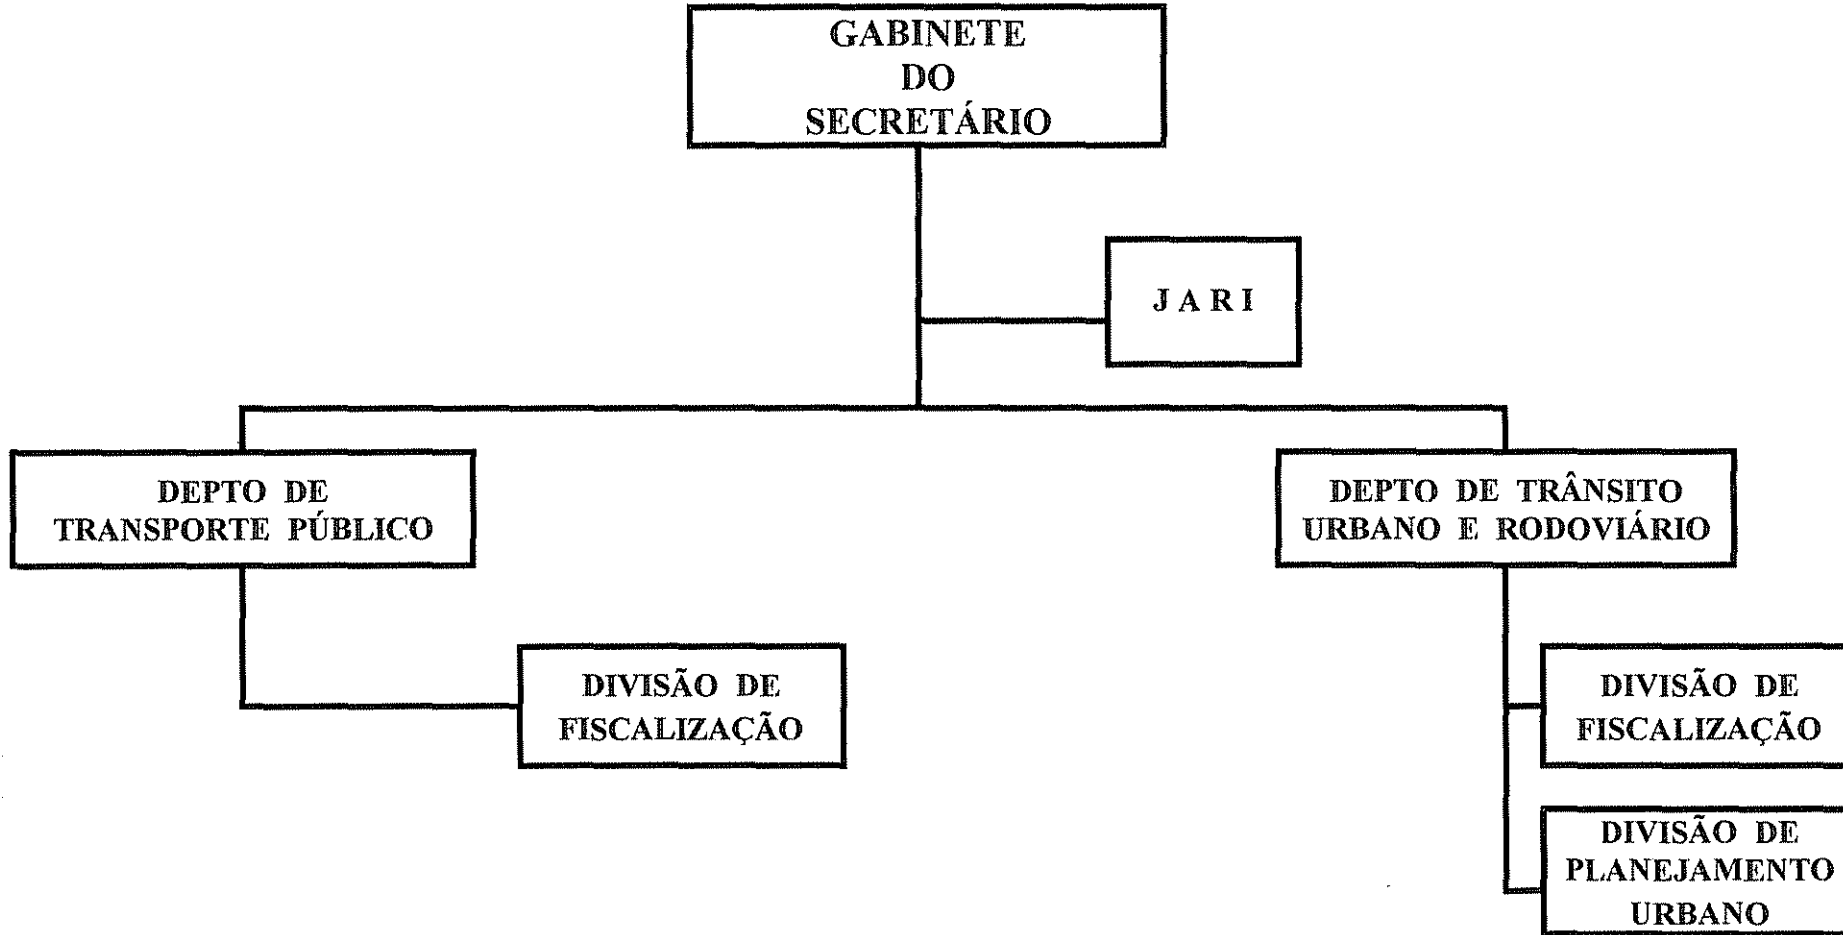 GABINETE
DO
SECRETÁRIO
J A R I
DEPTO DE
TRANSPORTE PÚBLICO
DEPTO DE TRÂNSITO
URBANO E RODOVIÁRIO
DIVISÃO DE
FISCALIZAÇÃO
DIVISÃO DE
FISCALIZAÇÃO
DIVISÃO DE
PLANEJAMENTO
URBANO